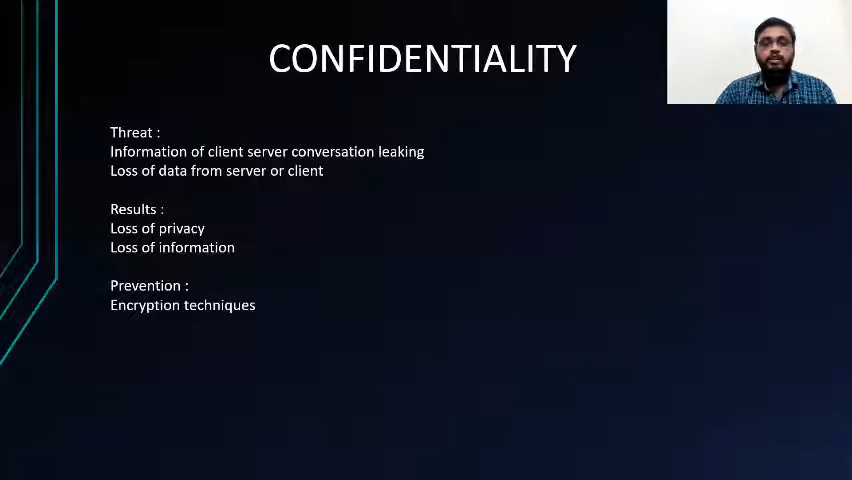 CONFIDENTIALITY
Threat :
Information of client server conversation leaking
Loss of data from server or client
Results :
Loss of privacy
Loss of information
Prevention :
Encryption techniques